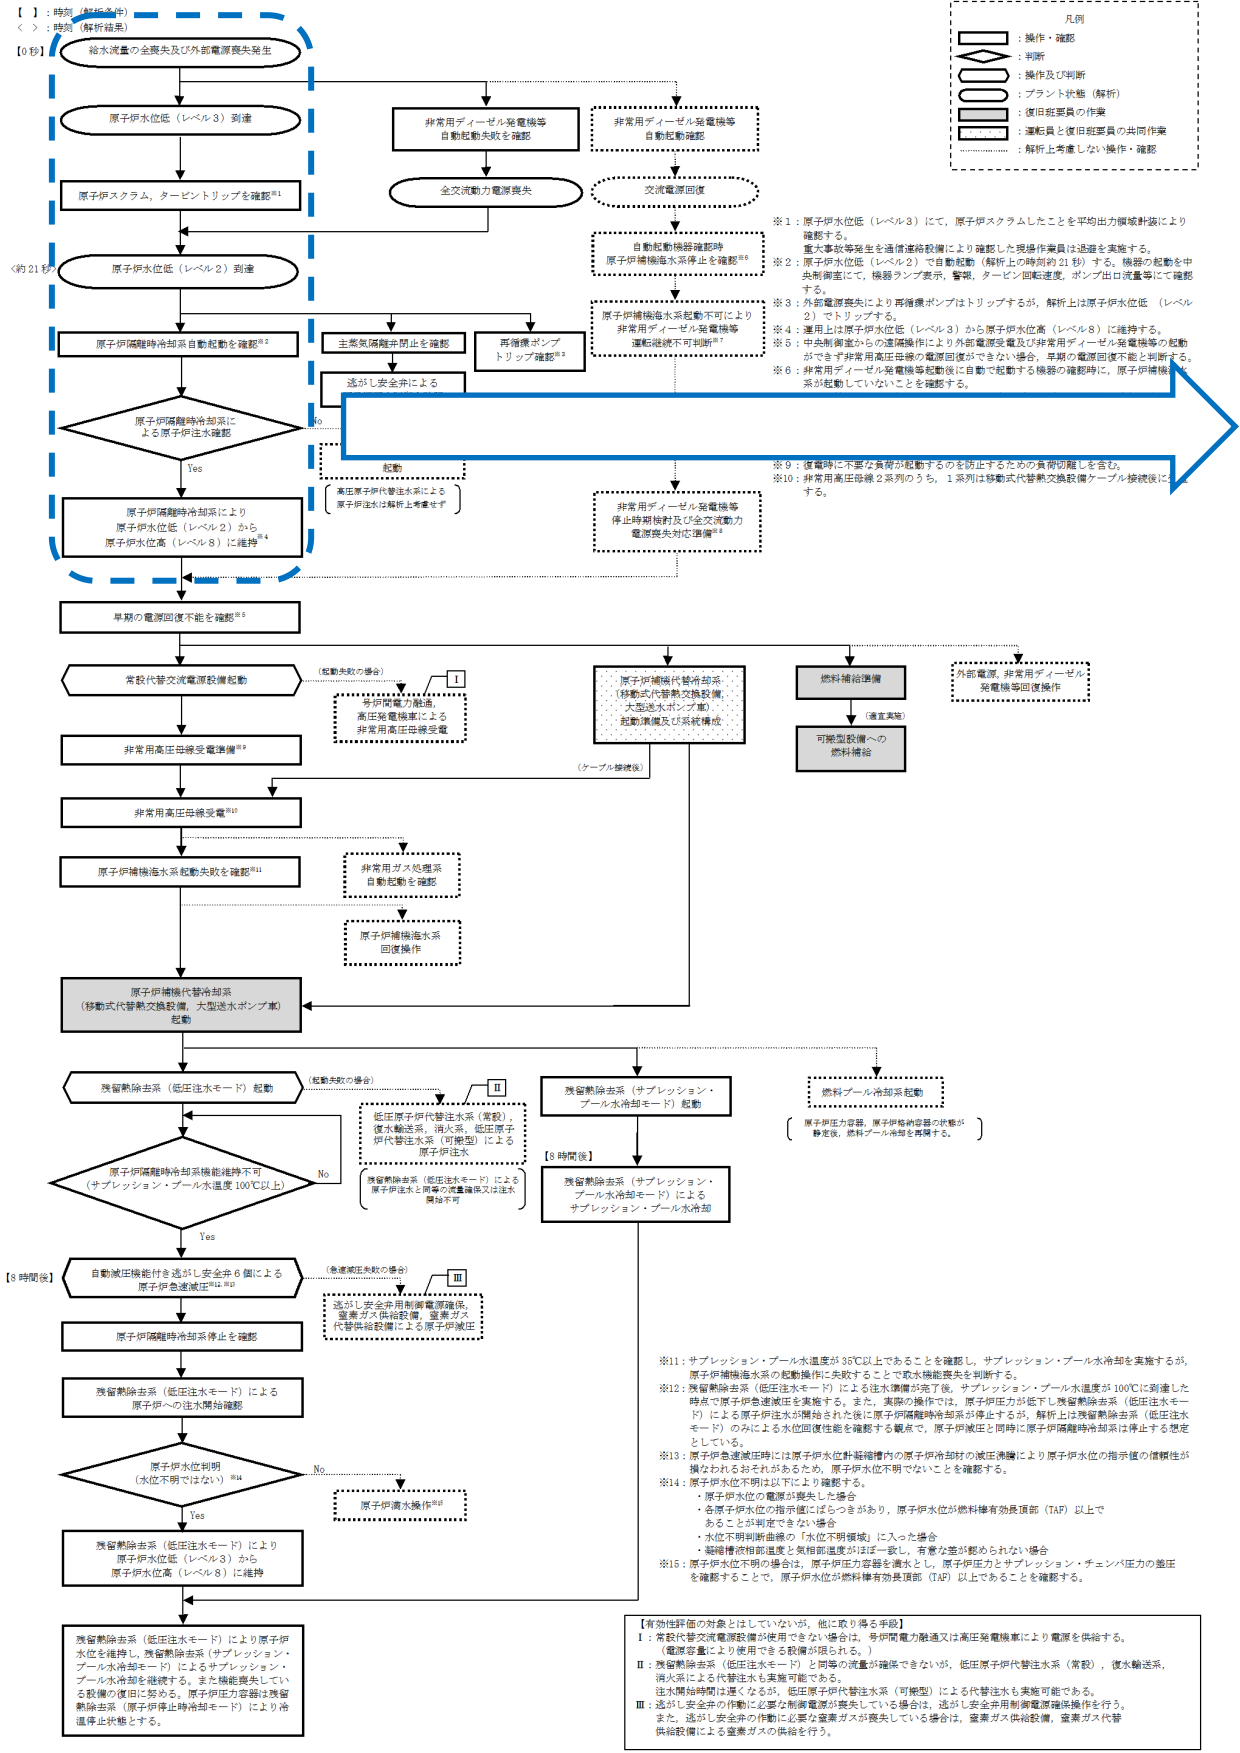 【 】：時刻（解析条件）
＜ ＞：時刻（解析結果）
【0秒】
給水流量の全喪失及び外部電源喪失発生
原子炉水位低（レベル３）到達
原子炉スクラム，タービントリップを確認※1
<約21秒>
原子炉水位低（レベル２）到達
原子炉隔離時冷却系自動起動を確認※2
原子炉隔離時冷却系に
よる原子炉注水確認
No
Yes
原子炉隔離時冷却系により
原子炉水位低（レベル２）から
原子炉水位高（レベル８）に維持※4
非常用ディーゼル発電機等
自動起動失敗を確認
全交流動力電源喪失
非常用ディーゼル発電機等
自動起動確認
交流電源回復
自動起動機器確認時
原子炉補機海水系停止を確認※6
原子炉補機海水系起動不可により
非常用ディーゼル発電機等
運転継続不可判断※7
主蒸気隔離弁閉止を確認
再循環ポンプ
トリップ確認※3
逃がし安全弁による
起動
高圧原子炉代替注水系による
原子炉注水は解析上考慮せず
非常用ディーゼル発電機等
停止時期検討及び全交流動力
電源喪失対応準備※8
凡例
：操作・確認
：判断
：操作及び判断
：プラント状態（解析）
：復旧班要員の作業
：運転員と復旧班要員の共同作業
：解析上考慮しない操作・確認
※１：原子炉水位低（レベル３）にて，原子炉スクラムしたことを平均出力領域計装により
確認する。
重大事故等発生を通信連絡設備により確認した現場作業員は退避を実施する。
※２：原子炉水位低（レベル２）で自動起動（解析上の時刻約21秒）する。機器の起動を中
央制御室にて，機器ランプ表示，警報，タービン回転速度，ポンプ出口流量等にて確認
する。
※３：外部電源喪失により再循環ポンプはトリップするが，解析上は原子炉水位低 （レベル
２）でトリップする。
※４：運用上は原子炉水位低（レベル３）から原子炉水位高（レベル８）に維持する。
※５：中央制御室からの遠隔操作により外部電源受電及び非常用ディーゼル発電機等の起動
ができず非常用高圧母線の電源回復ができない場合，早期の電源回復不能と判断する。
※６：非常用ディーゼル発電機等起動後に自動で起動する機器の確認時に，原子炉補機海水
系が起動していないことを確認する。
※９：復電時に不要な負荷が起動するのを防止するための負荷切離しを含む。
※10：非常用高圧母線２系列のうち，１系列は移動式代替熱交換設備ケーブル接続後に
する。
早期の電源回復不能を確認※5
常設代替交流電源設備起動
（起動失敗の場合）
Ⅰ
号炉間電力融通，
高圧発電機車による
非常用高圧母線受電
非常用高圧母線受電準備※9
原子炉補機代替冷却系
（移動式代替熱交換設備，
大型送水ポンプ車）
起動準備及び系統構成
（ケーブル接続後）
燃料補給準備
（適宜実施）
可搬型設備への
燃料補給
外部電源，非常用ディーゼル
発電機等回復操作
非常用高圧母線受電※10
原子炉補機海水系起動失敗を確認※11
非常用ガス処理系
自動起動を確認
原子炉補機海水系
回復操作
原子炉補機代替冷却系
（移動式代替熱交換設備，大型送水ポンプ車）
起動
残留熱除去系（低圧注水モード）起動
（起動失敗の場合）
Ⅱ
低圧原子炉代替注水系（常設），
復水輸送系，消火系，低圧原子
炉代替注水系（可搬型）による
原子炉注水
残留熱除去系（低圧注水モード）による
原子炉注水と同等の流量確保又は注水
開始不可
残留熱除去系（サプレッション・
プール水冷却モード）起動
【8時間後】
残留熱除去系（サプレッション・
プール水冷却モード）による
サプレッション・プール水冷却
燃料プール冷却系起動
原子炉圧力容器，原子炉格納容器の状態が
静定後，燃料プール冷却を再開する。
原子炉隔離時冷却系機能維持不可
（サプレッション・プール水温度100℃以上）
No
Yes
【8時間後】
自動減圧機能付き逃がし安全弁６個による
原子炉急速減圧※12,※13
（急速減圧失敗の場合）
Ⅲ
逃がし安全弁用制御電源確保，
窒素ガス供給設備，窒素ガス
代替供給設備による原子炉減圧
原子炉隔離時冷却系停止を確認
残留熱除去系（低圧注水モード）による
原子炉への注水開始確認
原子炉水位判明
（水位不明ではない）※14
No
Yes
原子炉満水操作※15
残留熱除去系（低圧注水モード）により
原子炉水位低（レベル３）から
原子炉水位高（レベル８）に維持
残留熱除去系（低圧注水モード）により原子炉
水位を維持し，残留熱除去系（サプレッション・
プール水冷却モード）によるサプレッション・
プール水冷却を継続する。また機能喪失してい
る設備の復旧に努める。原子炉圧力容器は残留
熱除去系（原子炉停止時冷却モード）により冷
温停止状態とする。
※11：サプレッション・プール水温度が35℃以上であることを確認し，サプレッション・プール水冷却を実施するが，
原子炉補機海水系の起動操作に失敗することで取水機能喪失を判断する。
※12：残留熱除去系（低圧注水モード）による注水準備が完了後，サプレッション・プール水温度が100℃に到達した
時点で原子炉急速減圧を実施する。また，実際の操作では，原子炉圧力が低下し残留熱除去系（低圧注水モー
ド）による原子炉注水が開始された後に原子炉隔離時冷却系が停止するが，解析上は残留熱除去系（低圧注水
モード）のみによる水位回復性能を確認する観点で，原子炉減圧と同時に原子炉隔離時冷却系は停止する想定
としている。
※13：原子炉急速減圧時には原子炉水位計凝縮槽内の原子炉冷却材の減圧沸騰により原子炉水位の指示値の信頼性が
損なわれるおそれがあるため，原子炉水位不明でないことを確認する。
※14：原子炉水位不明は以下により確認する。
・原子炉水位の電源が喪失した場合
・各原子炉水位の指示値にばらつきがあり，原子炉水位が燃料棒有効長頂部（TAF）以上で
あることが判定できない場合
・水位不明判断曲線の「水位不明領域」に入った場合
・凝縮槽液相部温度と気相部温度がほぼ一致し，有意な差が認められない場合
※15：原子炉水位不明の場合は，原子炉圧力容器を満水とし，原子炉圧力とサプレッション・チェンバ圧力の差圧
を確認することで，原子炉水位が燃料棒有効長頂部（TAF）以上であることを確認する。
【有効性評価の対象とはしていないが，他に取り得る手段】
Ⅰ：常設代替交流電源設備が使用できない場合は，号炉間電力融通又は高圧発電機車により電源を供給する。
（電源容量により使用できる設備が限られる。）
Ⅱ：残留熱除去系（低圧注水モード）と同等の流量が確保できないが，低圧原子炉代替注水系（常設），復水輸送系，
消火系による代替注水も実施可能である。
注水開始時間は遅くなるが，低圧原子炉代替注水系（可搬型）による代替注水も実施可能である。
Ⅲ：逃がし安全弁の作動に必要な制御電源が喪失している場合は，逃がし安全弁用制御電源確保操作を行う。
また，逃がし安全弁の作動に必要な窒素ガスが喪失している場合は，窒素ガス供給設備，窒素ガス代替
供給設備による窒素ガスの供給を行う。